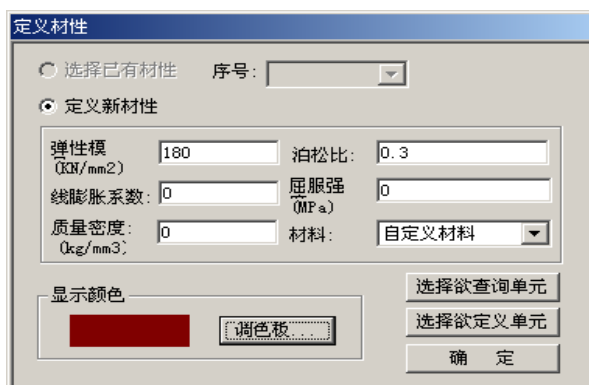 定义材性
选择已有材性 序号:
定义新材性
弹性模 180 泊松比: 0.3
(KN/mm2)
线膨胀系数: 0 屈服强 0
(MPa)
质量密度: 0 材料: 自定义材料
(kg/mm3)
显示颜色
调色板...
选择欲查询单元
选择欲定义单元
确 定